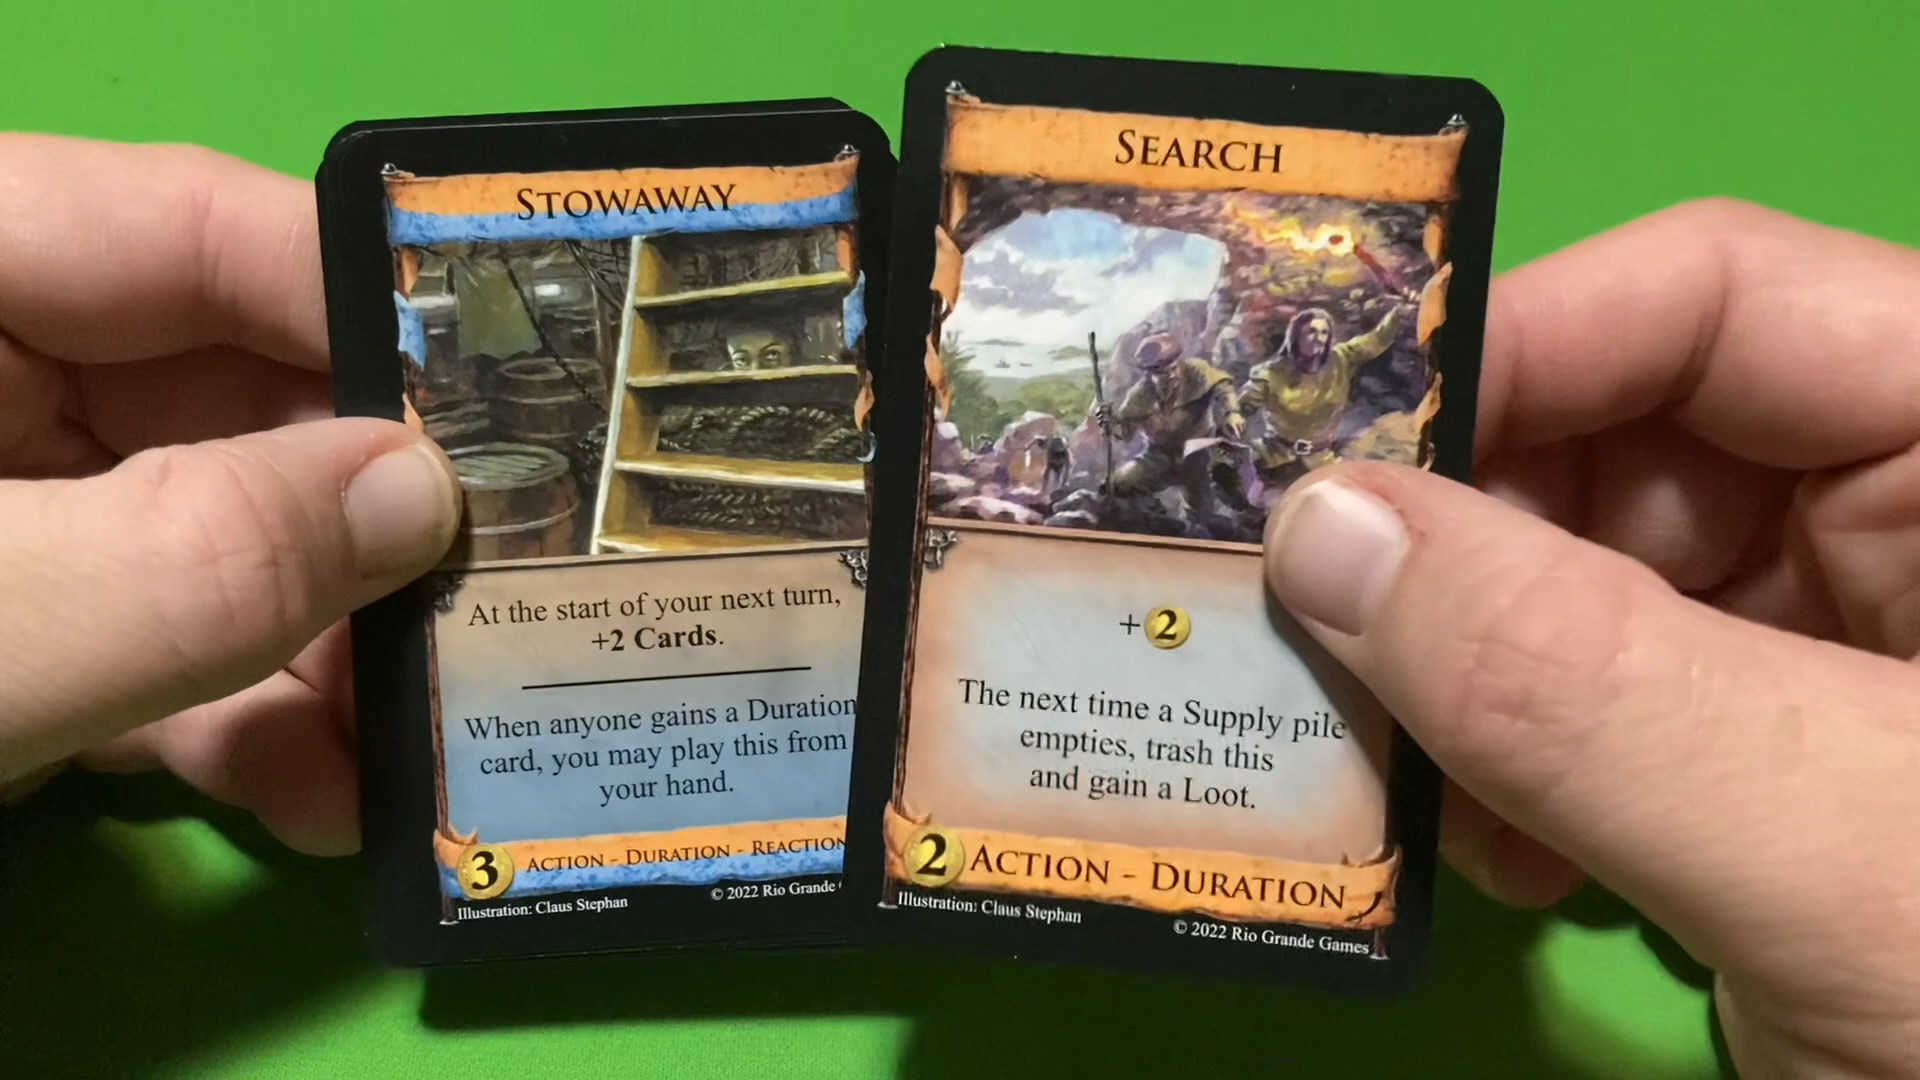 STOWAWAY
At the start of your next turn,
+2 Cards.
When anyone gains a Duration
card, you may play this from
your hand.
3 ACTION - DURATION - REACTION
Illustration: Claus Stephan
© 2022 Rio Grande
SEARCH
+2
The next time a Supply pile
empties, trash this
and gain a Loot.
2 ACTION - DURATION
Illustration: Claus Stephan
© 2022 Rio Grande Games